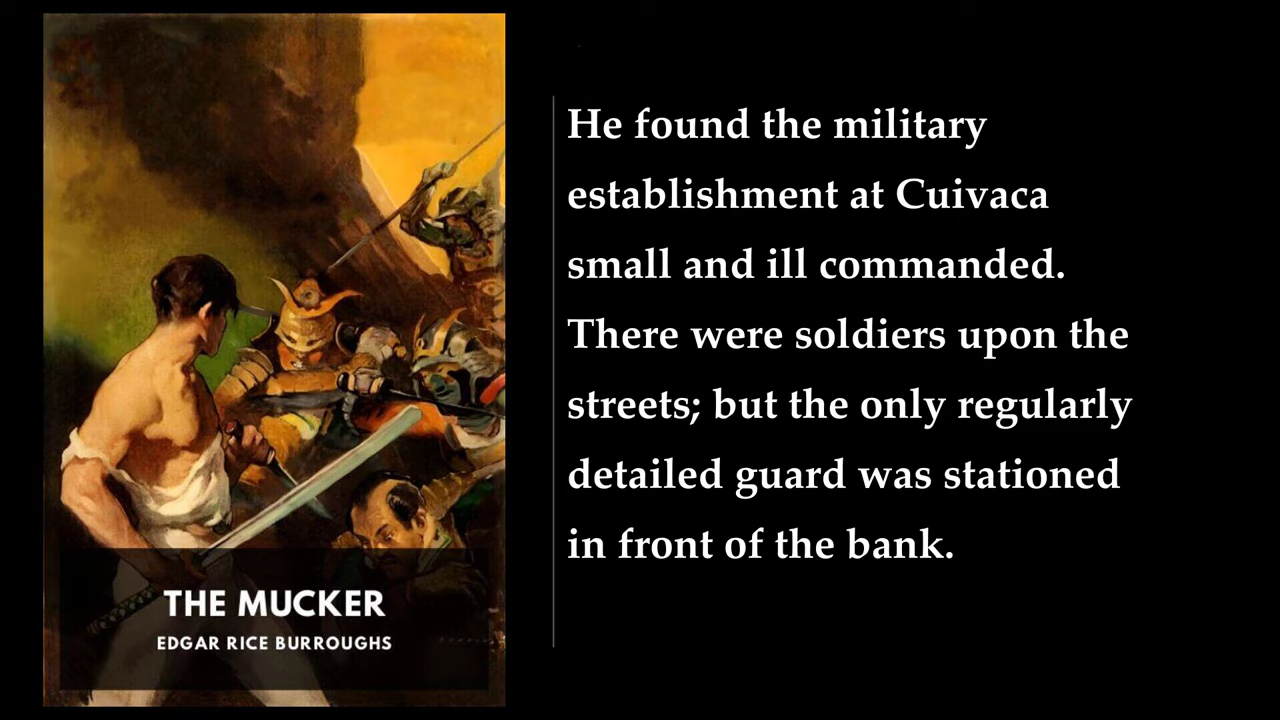 THE MUCKER
EDGAR RICE BURROUGHS
He found the military
establishment at Cuivaca
small and ill commanded.
There were soldiers upon the
streets; but the only regularly
detailed guard was stationed
in front of the bank.